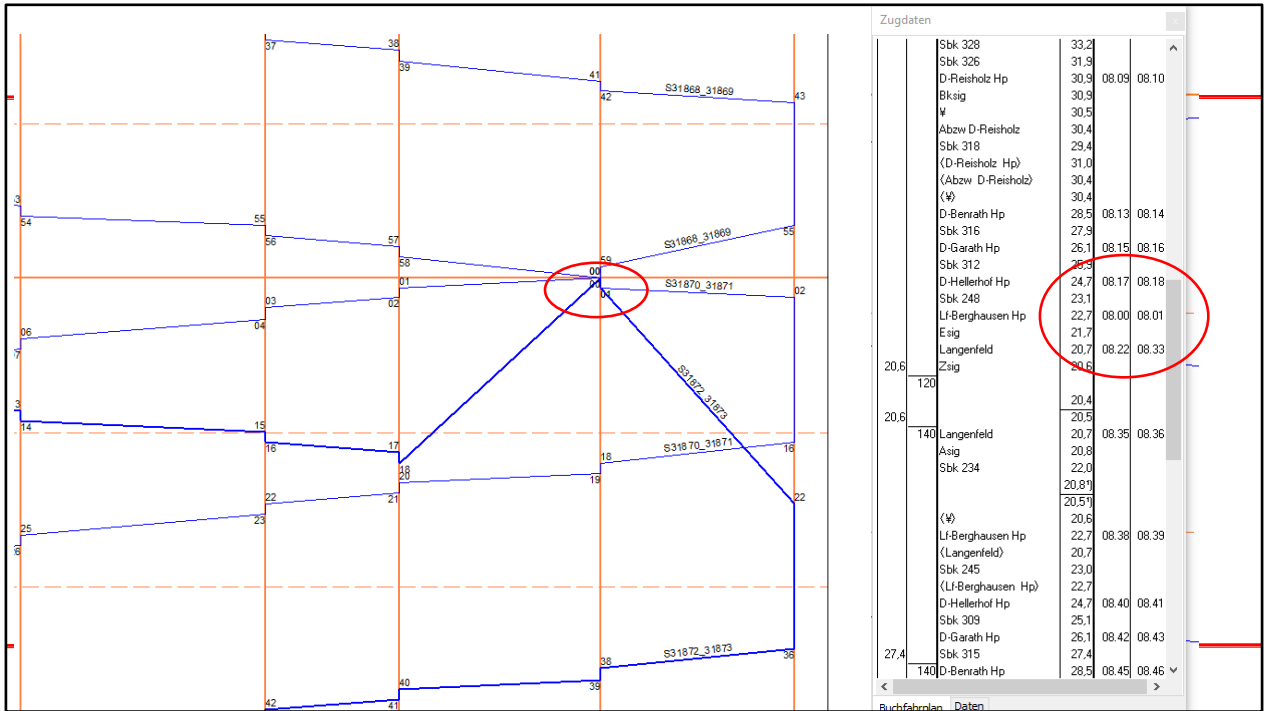 Zugdaten
37
38
39
41
42
S31868_31869
43
3
54
55
56
57
58
59
S31868_31869
55
00
00
01
S31870_31871
02
01
02
03
04
06
7
S31872_31873
3
14
15
16
17
18
S31870_31871
18
19
16
20
21
22
23
25
6
22
S31872_31873
36
38
39
40
41
42
Sbk 328 33,2
Sbk 326 31,9
D-Reisholz Hp 30,9 08.09 08.10
Bksig 30,9
¥ 30,5
Abzw D-Reisholz 30,4
Sbk 318 29,4
(D-Reisholz Hp) 31,0
(Abzw D-Reisholz) 30,4
(¥) 30,4
D-Benrath Hp 28,5 08.13 08.14
Sbk 316 27,9
D-Garath Hp 26,1 08.15 08.16
Sbk 312 25,9
D-Hellerhof Hp 24,7 08.17 08.18
Sbk 248 23,1
Lf-Berghausen Hp 22,7 08.00 08.01
Esig 21,7
Langenfeld 20,7 08.22 08.33
20,6 Zsig 20,6
120
20,4
20,6 20,5
140 Langenfeld 20,7 08.35 08.36
Asig 20,8
Sbk 234 22,0
20,8¹)
20,5¹)
(¥) 20,6
Lf-Berghausen Hp 22,7 08.38 08.39
(Langenfeld) 20,7
Sbk 245 23,0
(Lf-Berghausen Hp) 22,7
D-Hellerhof Hp 24,7 08.40 08.41
Sbk 309 25,1
D-Garath Hp 26,1 08.42 08.43
27,4 Sbk 315 27,4
140 D-Benrath Hp 28,5 08.45 08.46
Buchfahrplan Daten